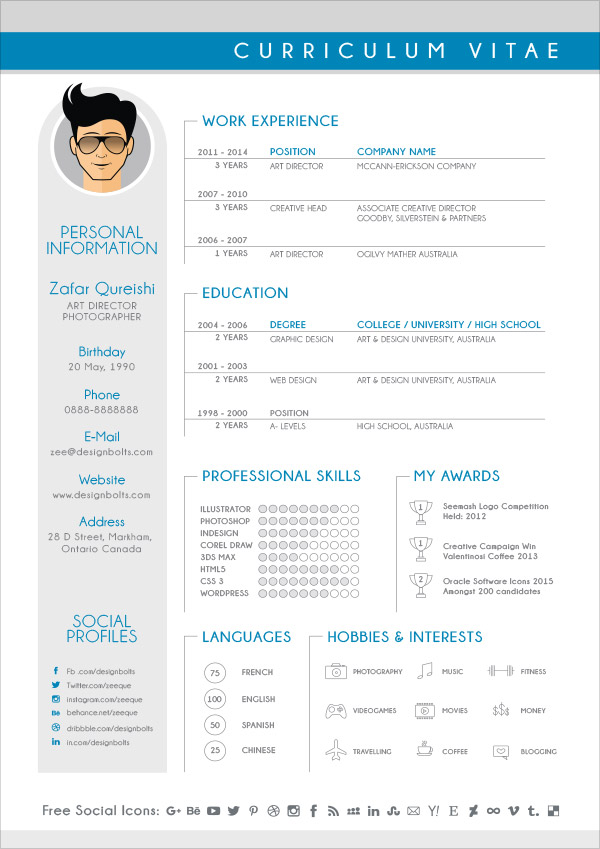 CURRICULUM VITAE
PERSONAL
INFORMATION
Zafar Qureishi
ART DIRECTOR
PHOTOGRAPHER
Birthday
20 May, 1990
Phone
0888-8888888
E-Mail
zee@designbolts.com
Website
www.designbolts.com
Address
28 D Street, Markham,
Ontario Canada
SOCIAL
PROFILES
Fb .com/designbolts
Twitter.com/zeeque
instagram.com/zeeque
behance.net/zeeque
dribbble.com/designbolts
in.com/designbolts
WORK EXPERIENCE
2011 - 2014 POSITION COMPANY NAME
3 YEARS ART DIRECTOR MCCANN-ERICKSON COMPANY
2007 - 2010
3 YEARS CREATIVE HEAD ASSOCIATE CREATIVE DIRECTOR
GOODBY, SILVERSTEIN & PARTNERS
2006 - 2007
1 YEARS ART DIRECTOR OGILVY MATHER AUSTRALIA
EDUCATION
2004 - 2006 DEGREE COLLEGE / UNIVERSITY / HIGH SCHOOL
2 YEARS GRAPHIC DESIGN ART & DESIGN UNIVERSITY, AUSTRALIA
2001 - 2003
2 YEARS WEB DESIGN ART & DESIGN UNIVERSITY, AUSTRALIA
1998 - 2000 POSITION
2 YEARS A- LEVELS HIGH SCHOOL, AUSTRALIA
PROFESSIONAL SKILLS
ILLUSTRATOR
PHOTOSHOP
INDESIGN
COREL DRAW
3DS MAX
HTML5
CSS 3
WORDPRESS
MY AWARDS
1 Seemash Logo Competition
Held: 2012
1 Creative Campaign Win
Valentinosi Coffee 2013
2 Oracle Software Icons 2015
Amongst 200 candidates
LANGUAGES
75 FRENCH
100 ENGLISH
50 SPANISH
25 CHINESE
HOBBIES & INTERESTS
PHOTOGRAPHY MUSIC FITNESS
VIDEOGAMES MOVIES MONEY
TRAVELLING COFFEE BLOGGING
Free Social Icons: